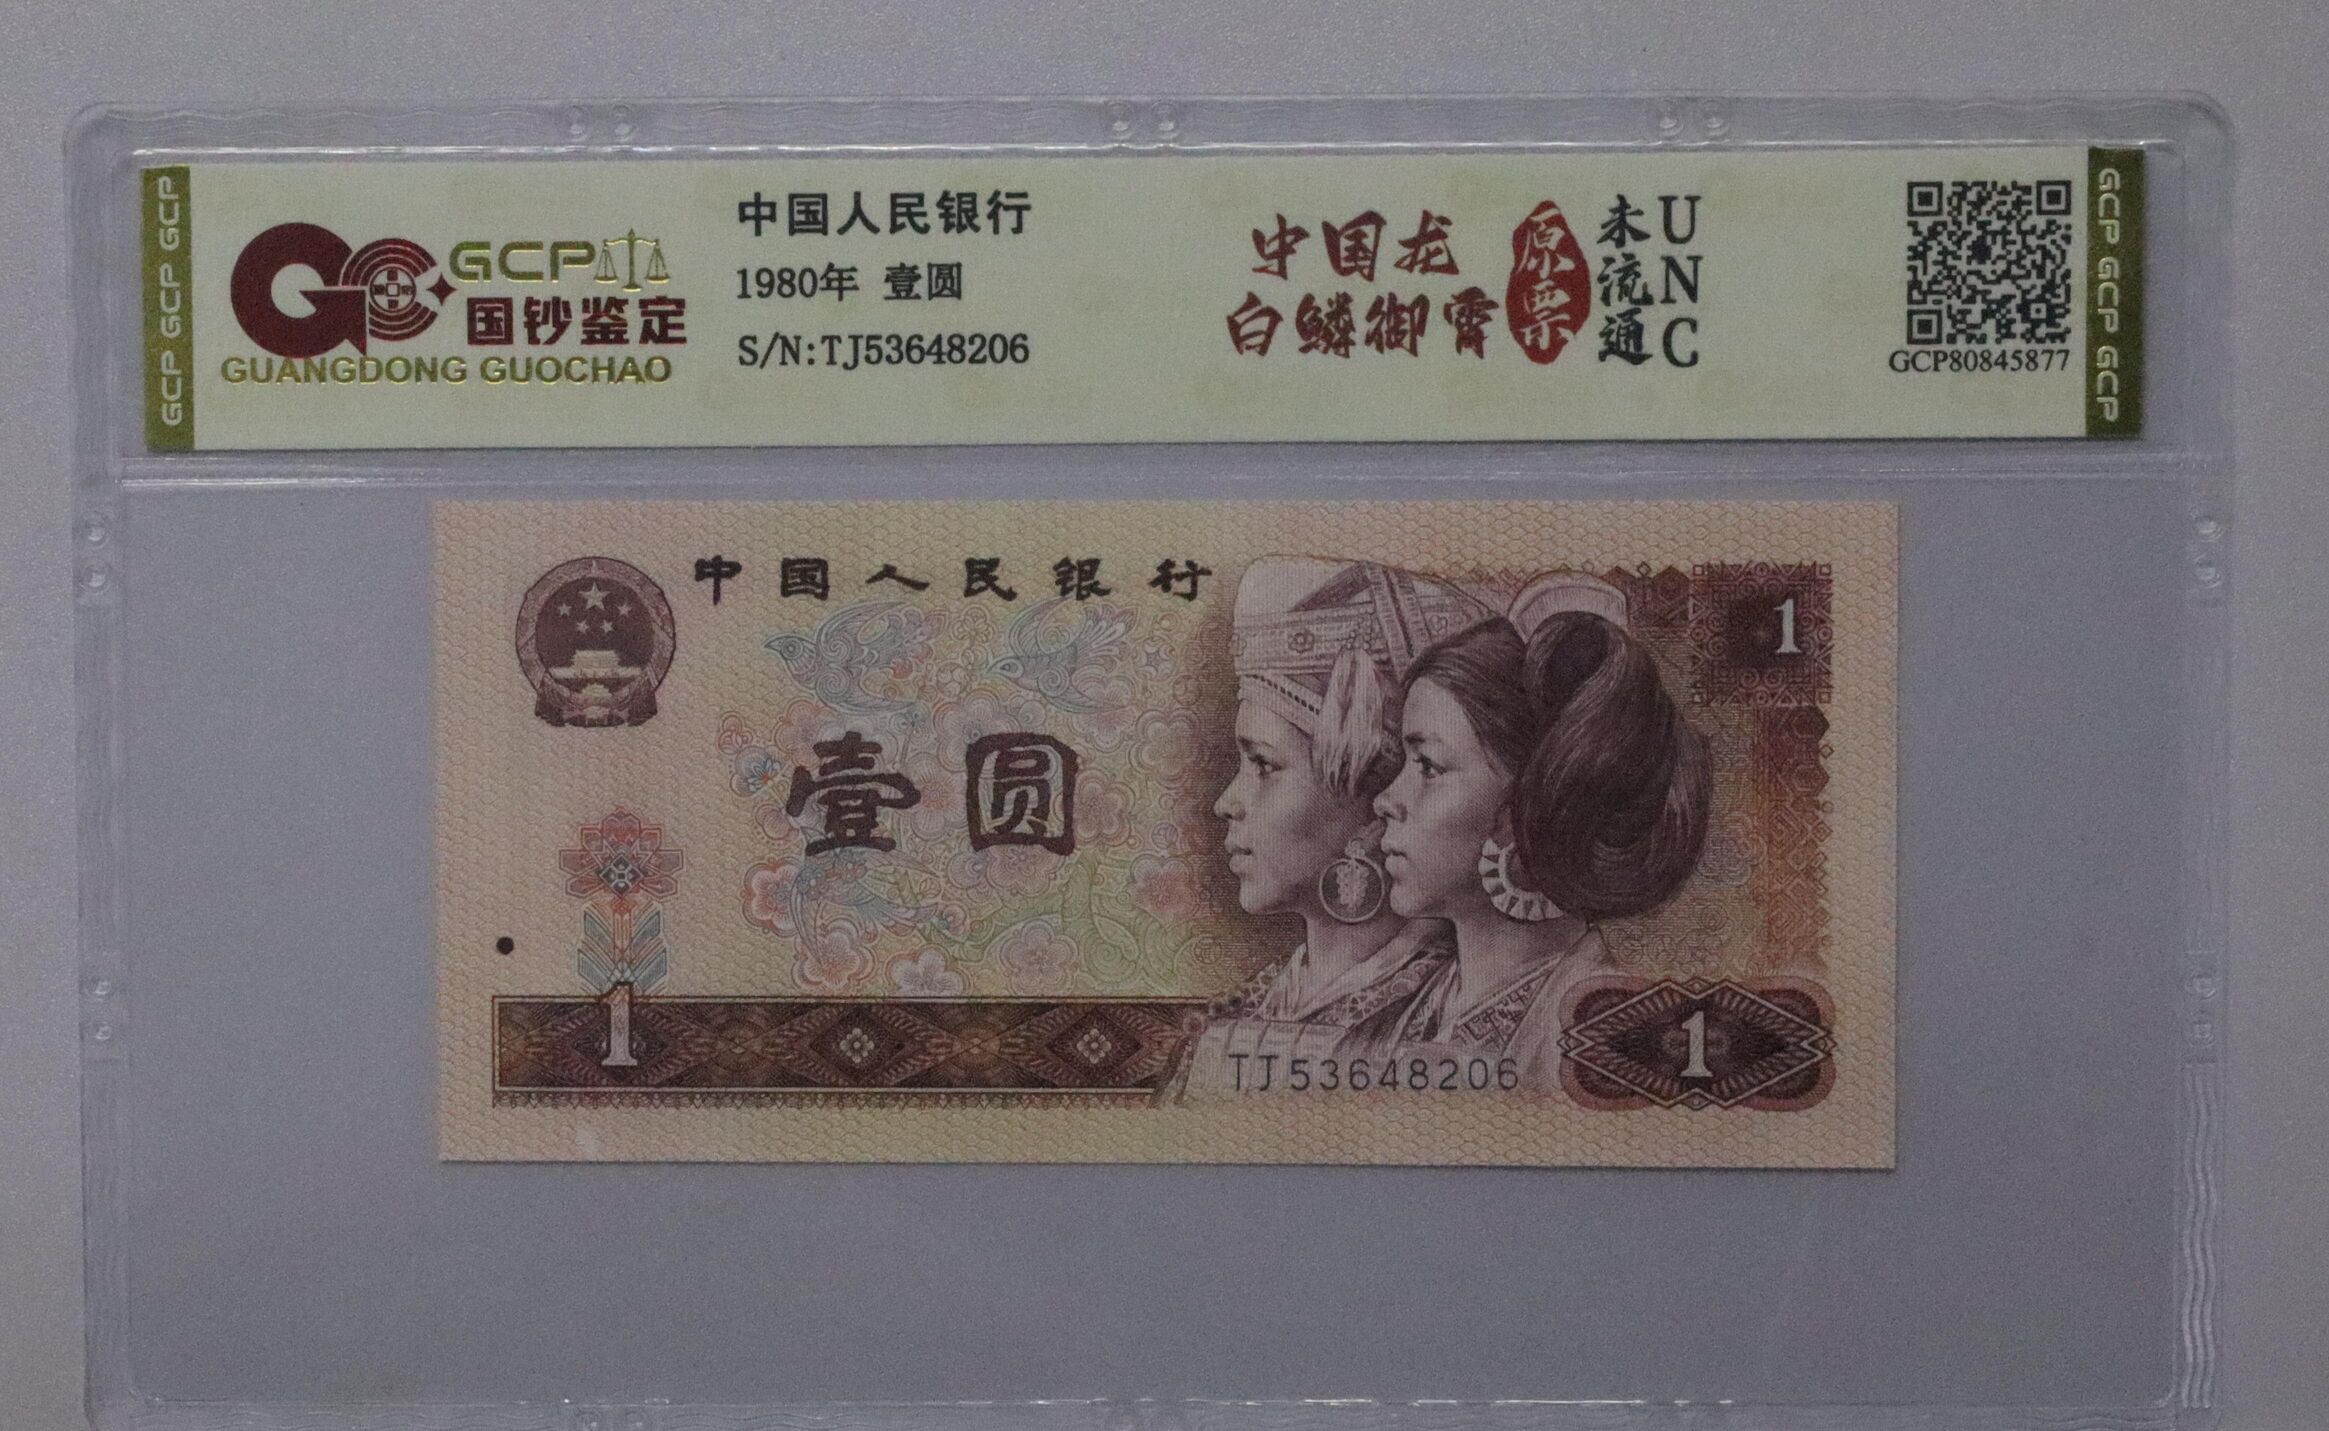 GCP GCP GCP
GCP
国钞鉴定
GUANGDONG GUOCHAO
中国人民银行
1980年 壹圆
S/N:TJ53648206
中国龙
白鳞御霄
原票
未流通
UNC
GCP80845877
GCP GCP GCP
中国人民银行
1
壹圆
1
TJ53648206
1